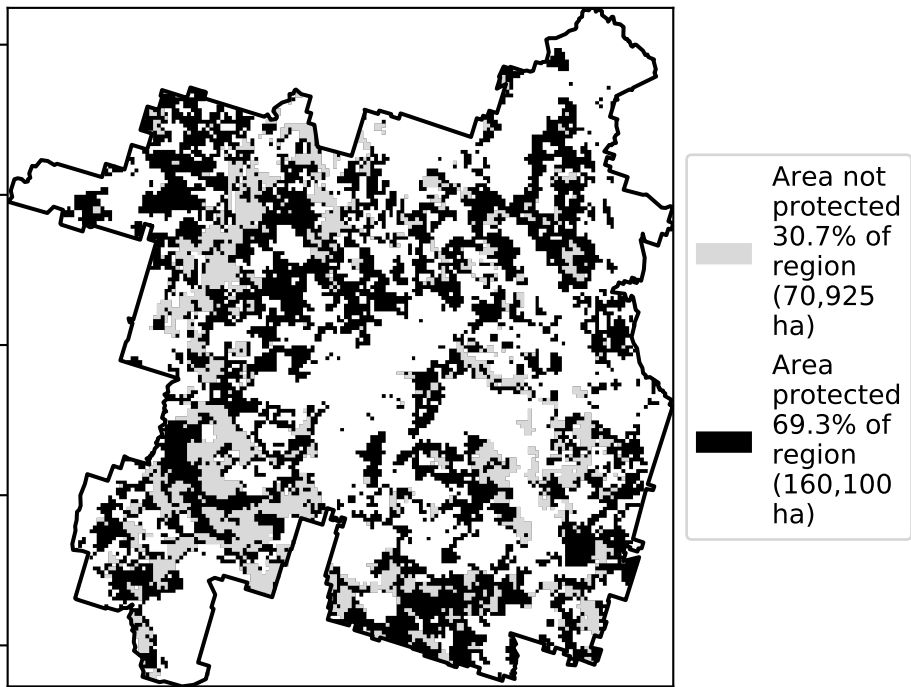 Area not
protected
30.7% of
region
(70,925
ha)
Area
protected
69.3% of
region
(160,100
ha)